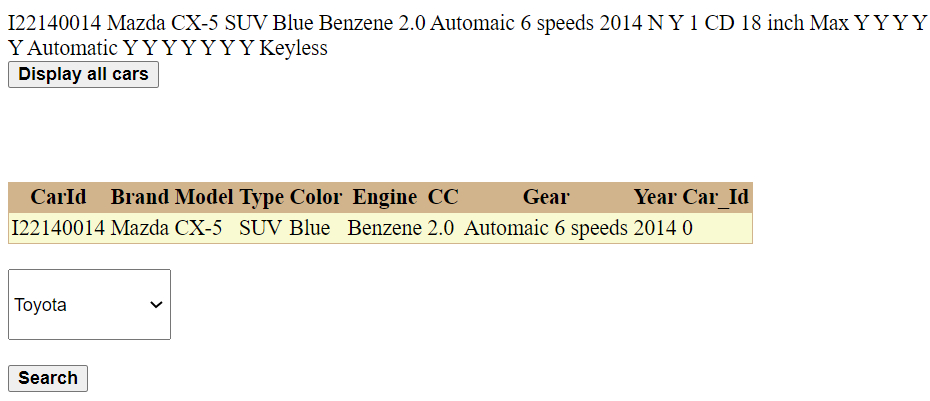 I22140014 Mazda CX-5 SUV Blue Benzene 2.0 Automaic 6 speeds 2014 N Y 1 CD 18 inch Max Y Y Y Y
Y Automatic Y Y Y Y Y Y Y Keyless
Display all cars
CarId Brand Model Type Color Engine CC Gear Year Car_Id
I22140014 Mazda CX-5 SUV Blue Benzene 2.0 Automaic 6 speeds 2014 0
Toyota
Search